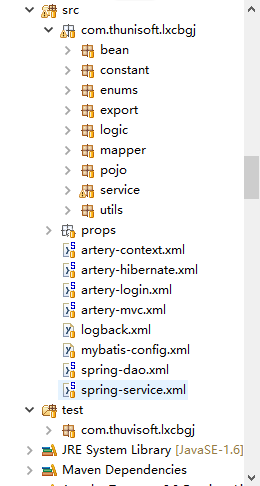 src
com.thunisoft.lxcbgj
bean
constant
enums
export
logic
mapper
pojo
service
utils
props
artery-context.xml
artery-hibernate.xml
artery-login.xml
artery-mvc.xml
logback.xml
mybatis-config.xml
spring-dao.xml
spring-service.xml
test
com.thuvisoft.lxcbgj
JRE System Library [JavaSE-1.6]
Maven Dependencies